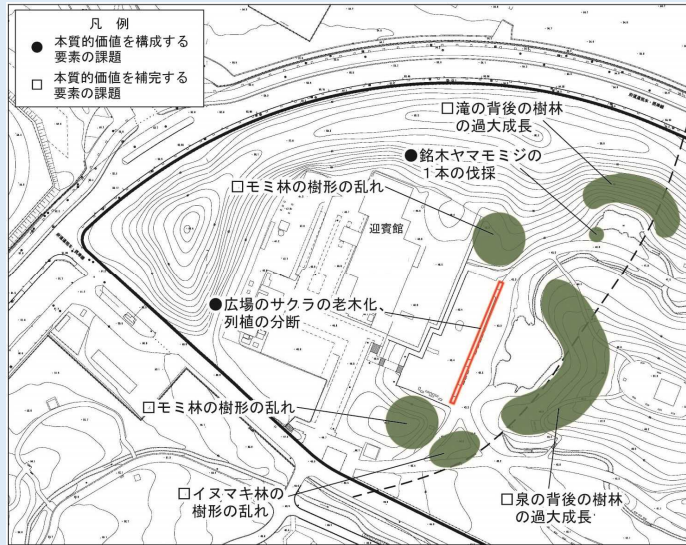 凡 例
● 本質的価値を構成する
要素の課題
□ 本質的価値を補完する
要素の課題
□滝の背後の樹林
の過大成長
●銘木ヤマモミジの
1本の伐採
□モミ林の樹形の乱れ
迎賓館
●広場のサクラの老木化、
列植の分断
□モミ林の樹形の乱れ
□イヌマキ林の
樹形の乱れ
□泉の背後の樹林
の過大成長